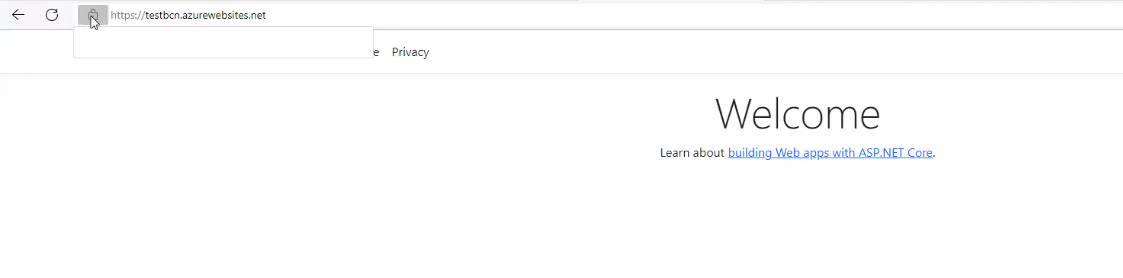 https://testbcn.azurewebsites.net
e Privacy
Welcome
Learn about building Web apps with ASP.NET Core.